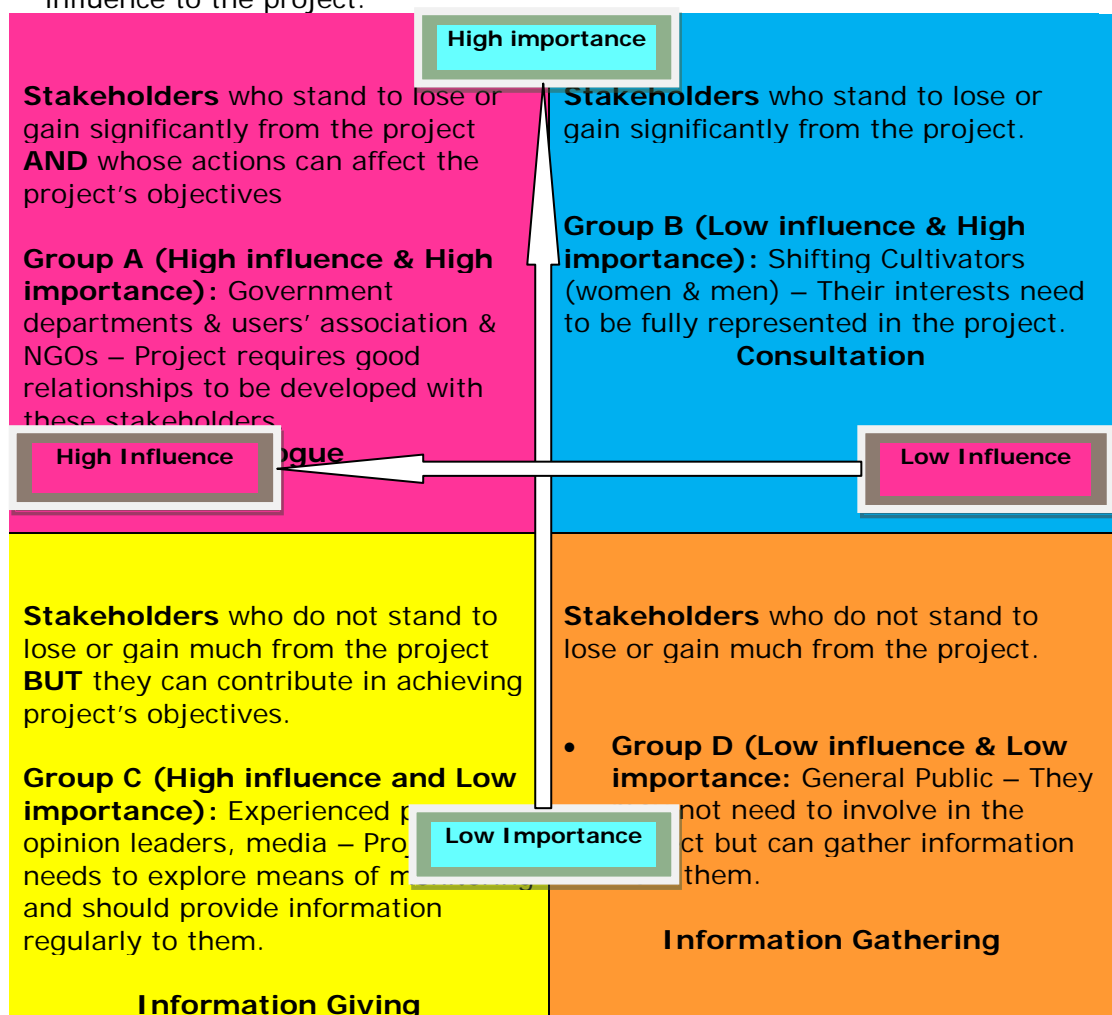 influence to the project.
High importance
Stakeholders who stand to lose or
gain significantly from the project
AND whose actions can affect the
project's objectives
Group A (High influence & High
importance): Government
departments & users' association &
NGOs – Project requires good
relationships to be developed with
these stakeholders
Stakeholders who stand to lose or
gain significantly from the project.
Group B (Low influence & High
importance): Shifting Cultivators
(women & men) – Their interests need
to be fully represented in the project.
Consultation
High Influence
Low Influence
Stakeholders who do not stand to
lose or gain much from the project
BUT they can contribute in achieving
project's objectives.
Group C (High influence and Low
importance): Experienced
opinion leaders, media –
needs to explore means of
and should provide information
regularly to them.
Information Giving
Low Importance
Stakeholders who do not stand to
lose or gain much from the project.
• Group D (Low influence & Low
importance: General Public – They
not need to involve in the
but can gather information
them.
Information Gathering